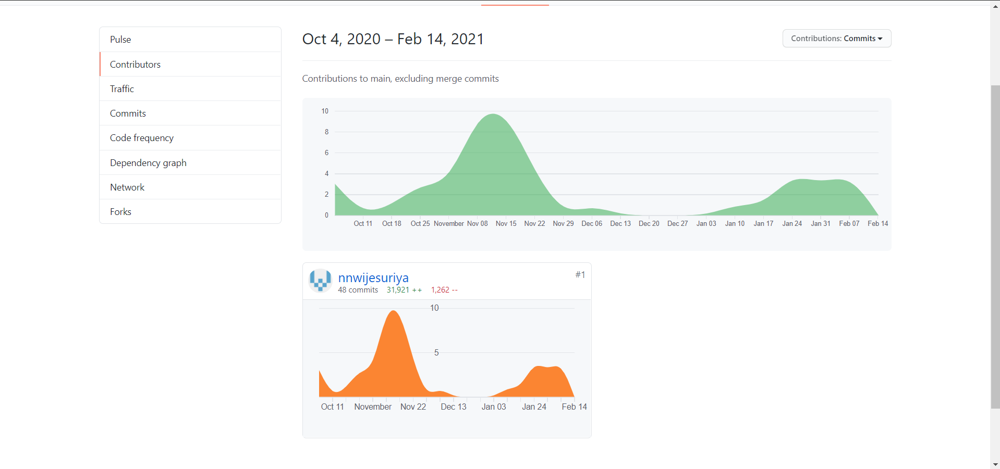 Pulse
Contributors
Traffic
Commits
Code frequency
Dependency graph
Network
Forks
Oct 4, 2020 – Feb 14, 2021
Contributions: Commits
Contributions to main, excluding merge commits
10
8
6
4
2
0
Oct 11 Oct 18 Oct 25 November Nov 08 Nov 15 Nov 22 Nov 29 Dec 06 Dec 13 Dec 20 Dec 27 Jan 03 Jan 10 Jan 17 Jan 24 Jan 31 Feb 07 Feb 14
nnwijesuriya #1
48 commits 31,921 ++ 1,262 --
10
5
Oct 11 November Nov 22 Dec 13 Jan 03 Jan 24 Feb 14